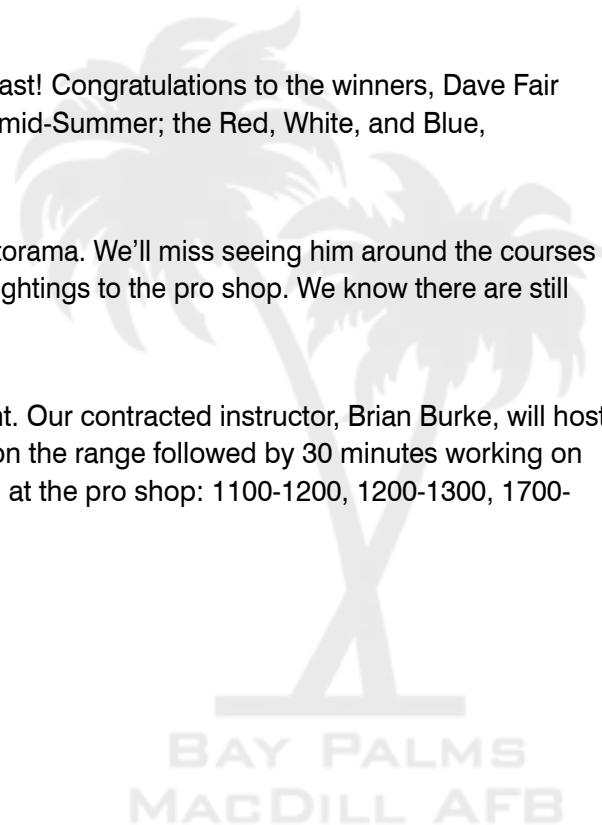 ast! Congratulations to the winners, Dave Fair
mid-Summer; the Red, White, and Blue,
torama. We’ll miss seeing him around the courses
ghtings to the pro shop. We know there are still
nt. Our contracted instructor, Brian Burke, will host
on the range followed by 30 minutes working on
at the pro shop: 1100-1200, 1200-1300, 1700-
BAY PALMS
MACDILL AFB